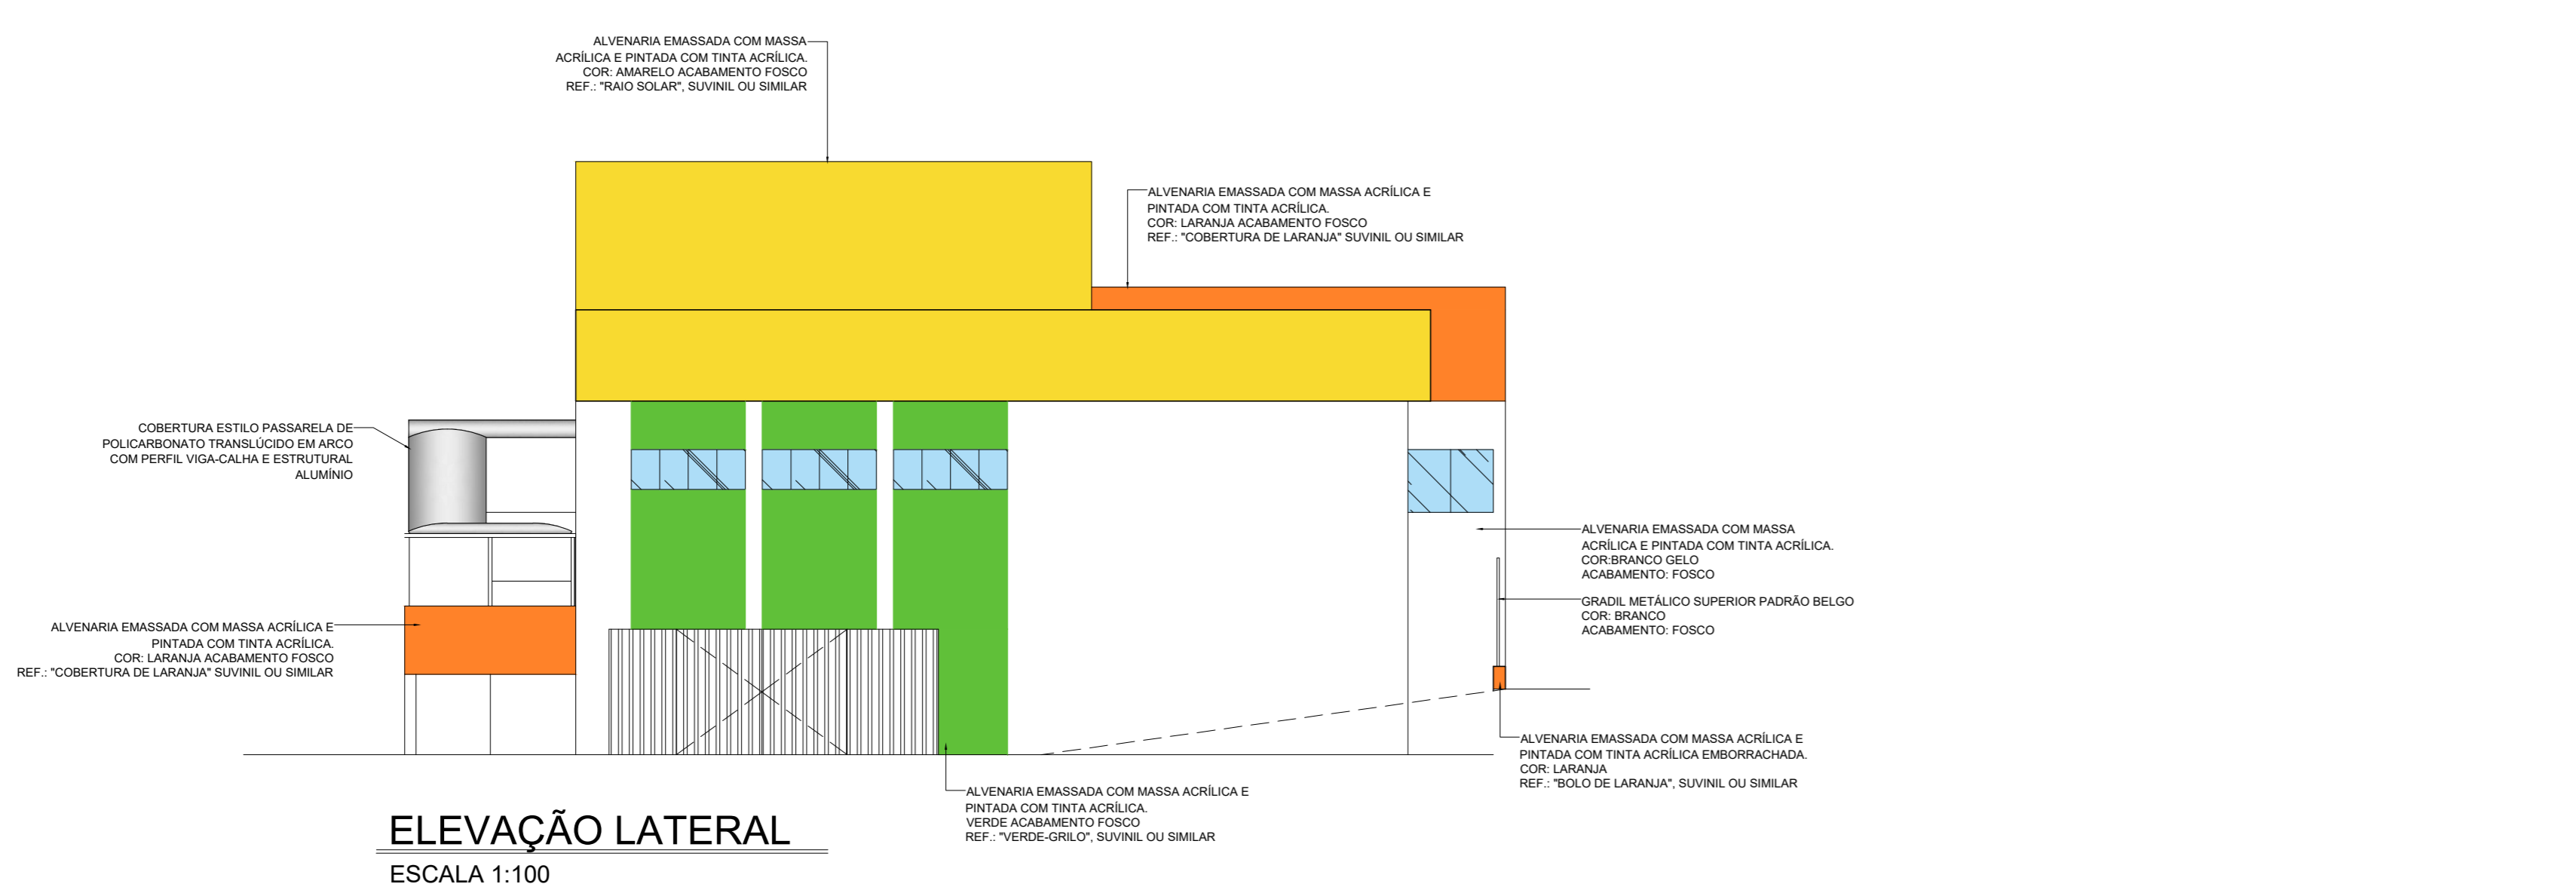 ALVENARIA EMASSADA COM MASSA
ACRÍLICA E PINTADA COM TINTA ACRÍLICA.
COR: AMARELO ACABAMENTO FOSCO
REF.: "RAIO SOLAR", SUVINIL OU SIMILAR
ALVENARIA EMASSADA COM MASSA ACRÍLICA E
PINTADA COM TINTA ACRÍLICA.
COR: LARANJA ACABAMENTO FOSCO
REF.: "COBERTURA DE LARANJA" SUVINIL OU SIMILAR
COBERTURA ESTILO PASSARELA DE
POLICARBONATO TRANSLÚCIDO EM ARCO
COM PERFIL VIGA-CALHA E ESTRUTURAL
ALUMÍNIO
ALVENARIA EMASSADA COM MASSA
ACRÍLICA E PINTADA COM TINTA ACRÍLICA.
COR:BRANCO GELO
ACABAMENTO: FOSCO
GRADIL METÁLICO SUPERIOR PADRÃO BELGO
COR: BRANCO
ACABAMENTO: FOSCO
ALVENARIA EMASSADA COM MASSA ACRÍLICA E
PINTADA COM TINTA ACRÍLICA.
COR: LARANJA ACABAMENTO FOSCO
REF.: "COBERTURA DE LARANJA" SUVINIL OU SIMILAR
ALVENARIA EMASSADA COM MASSA ACRÍLICA E
PINTADA COM TINTA ACRÍLICA EMBORRACHADA.
COR: LARANJA
REF.: "BOLO DE LARANJA", SUVINIL OU SIMILAR
ALVENARIA EMASSADA COM MASSA ACRÍLICA E
PINTADA COM TINTA ACRÍLICA.
VERDE ACABAMENTO FOSCO
REF.: "VERDE-GRILO", SUVINIL OU SIMILAR
ELEVAÇÃO LATERAL
ESCALA 1:100